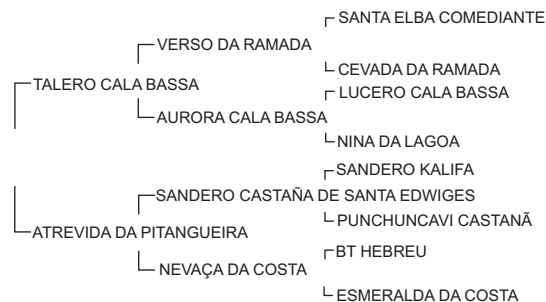 SANTA ELBA COMEDIANTE
VERSO DA RAMADA
CEVADA DA RAMADA
TALERO CALA BASSA
LUCERO CALA BASSA
AURORA CALA BASSA
NINA DA LAGOA
SANDERO KALIFA
SANDERO CASTAÑA DE SANTA EDWIGES
PUNCHUNCAVI CASTANÃ
ATREVIDA DA PITANGUEIRA
BT HEBREU
NEVAÇA DA COSTA
ESMERALDA DA COSTA